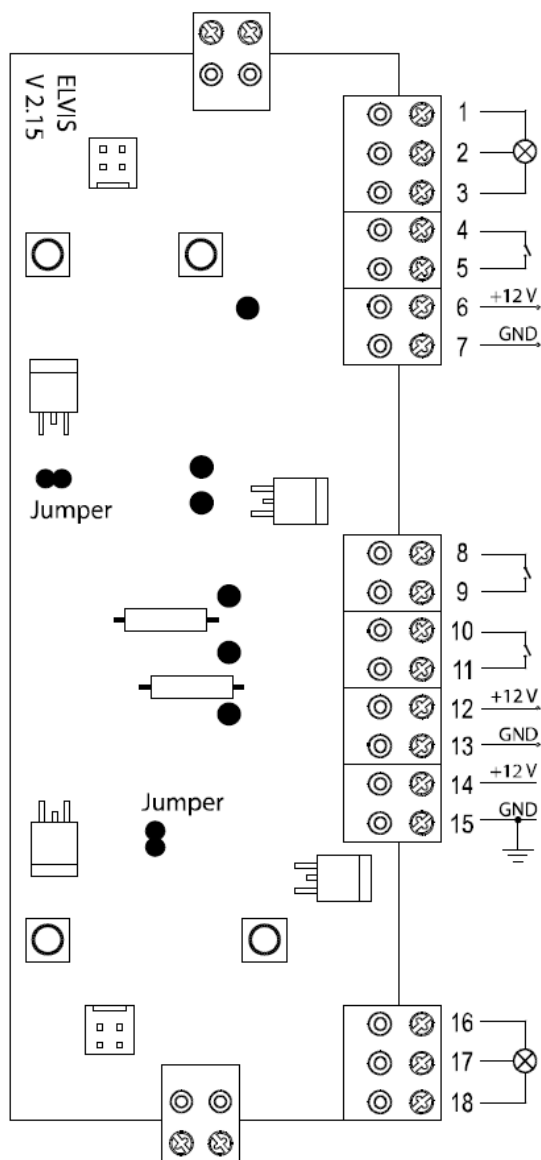 ELVIS
V 2.15
1
2
3
4
5
6 +12 V
7 GND
Jumper
8
9
10
11
12 +12 V
13 GND
14 +12 V
Jumper
15 GND
16
17
18